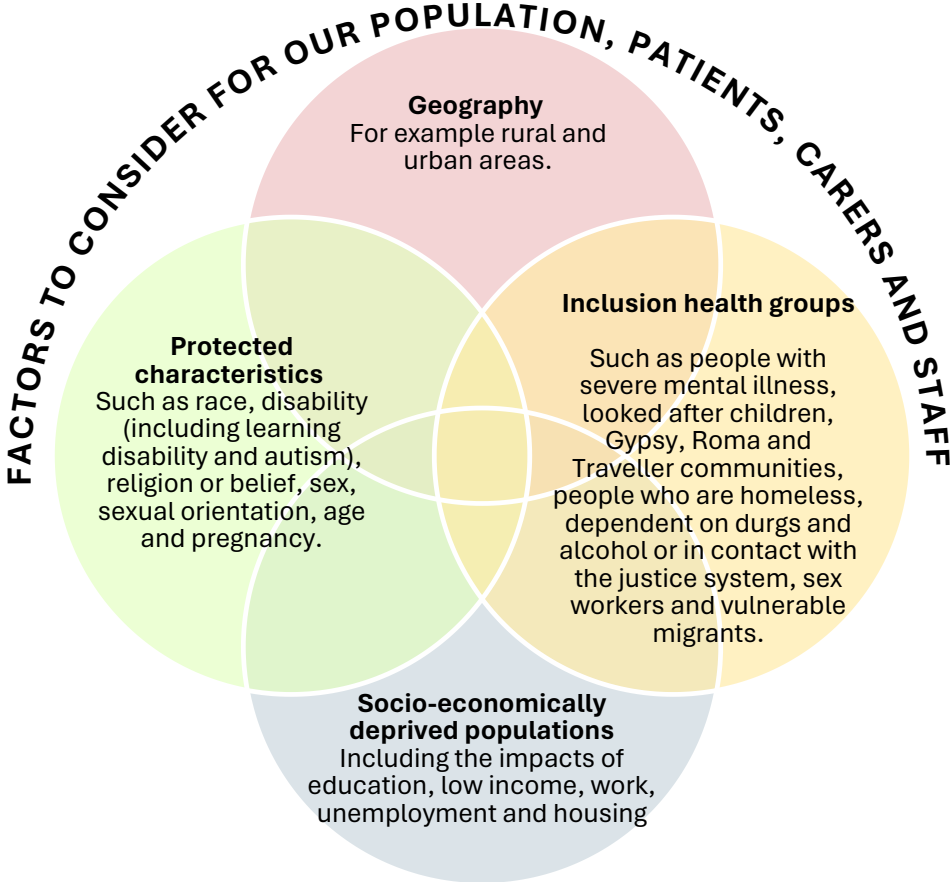 FACTORS TO CONSIDER FOR OUR POPULATION, PATIENTS, CARERS AND STAFF
Geography
For example rural and
urban areas.
Protected
characteristics
Such as race, disability
(including learning
disability and autism),
religion or belief, sex,
sexual orientation, age
and pregnancy.
Inclusion health groups
Such as people with
severe mental illness,
looked after children,
Gypsy, Roma and
Traveller communities,
people who are homeless,
dependent on durgs and
alcohol or in contact with
the justice system, sex
workers and vulnerable
migrants.
Socio-economically
deprived populations
Including the impacts of
education, low income, work,
unemployment and housing